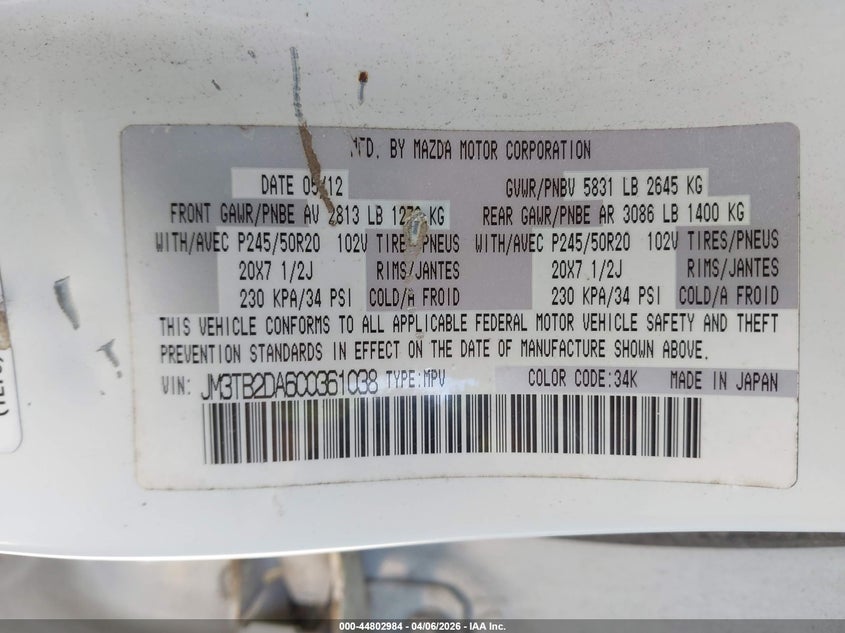 MFD. BY MAZDA MOTOR CORPORATION
DATE 05/12 GVWR/PNBV 5831 LB 2645 KG
FRONT GAWR/PNBE AV 2813 LB KG REAR GAWR/PNBE AR 3086 LB 1400 KG
WITH/AVEC P245/50R20 102V TIRES/PNEUS WITH/AVEC P245/50R20 102V TIRES/PNEUS
20X7 1/2J RIMS/JANTES 20X7 1/2J RIMS/JANTES
230 KPA/34 PSI COLD/A FROID 230 KPA/34 PSI COLD/A FROID
THIS VEHICLE CONFORMS TO ALL APPLICABLE FEDERAL MOTOR VEHICLE SAFETY AND THEFT
PREVENTION STANDARDS IN EFFECT ON THE DATE OF MANUFACTURE SHOWN ABOVE.
VIN: JM3TB2DA6C0361038 TYPE:MPV COLOR CODE:34K MADE IN JAPAN
000-44802984 - 04/06/2026 - IAA Inc.